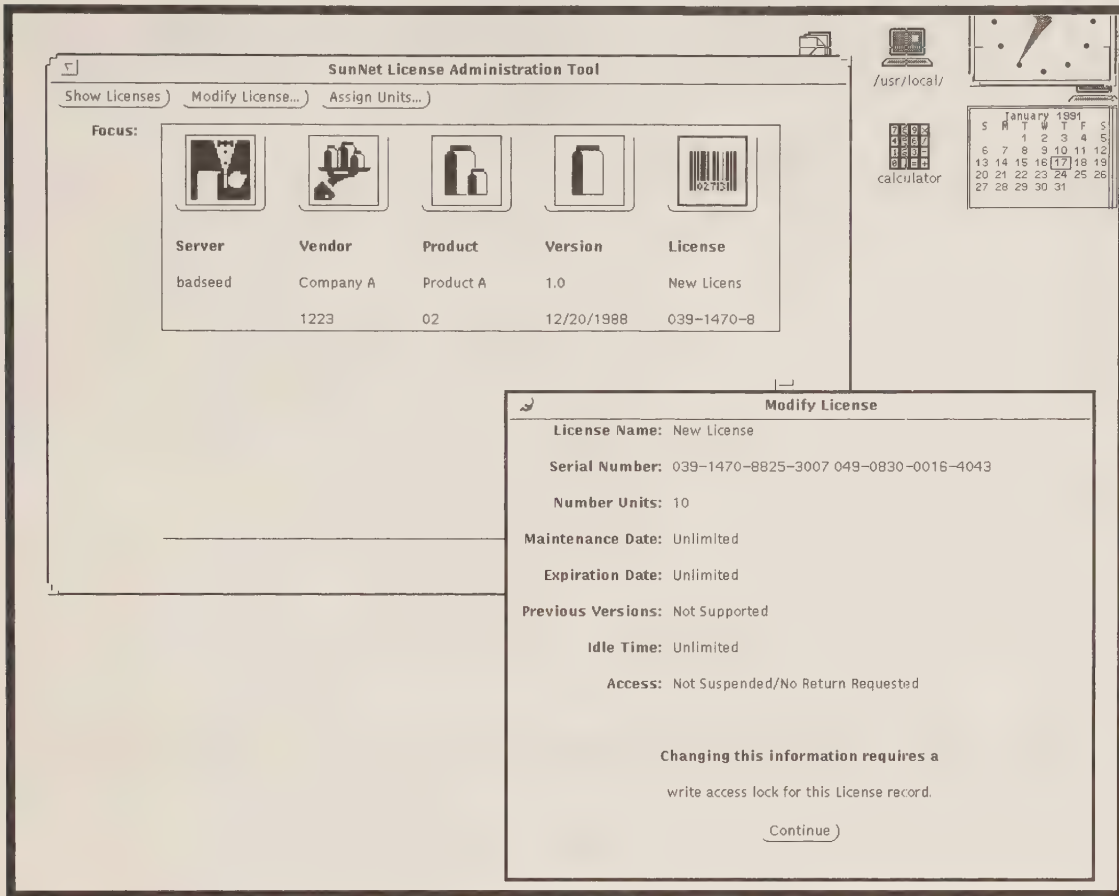 SunNet License Administration Tool
Show Licenses Modify License... Assign Units...
Focus:
02713
Server Vendor Product Version License
badseed Company A Product A 1.0 New Licens
1223 02 12/20/1988 039-1470-8
/usr/local/
calculator
January 1991
S M T W T F S
1 2 3 4 5
6 7 8 9 10 11 12
13 14 15 16 17 18 19
20 21 22 23 24 25 26
27 28 29 30 31
Modify License
License Name: New License
Serial Number: 039-1470-8825-3007 049-0830-0016-4043
Number Units: 10
Maintenance Date: Unlimited
Expiration Date: Unlimited
Previous Versions: Not Supported
Idle Time: Unlimited
Access: Not Suspended/No Return Requested
Changing this information requires a
write access lock for this License record.
Continue